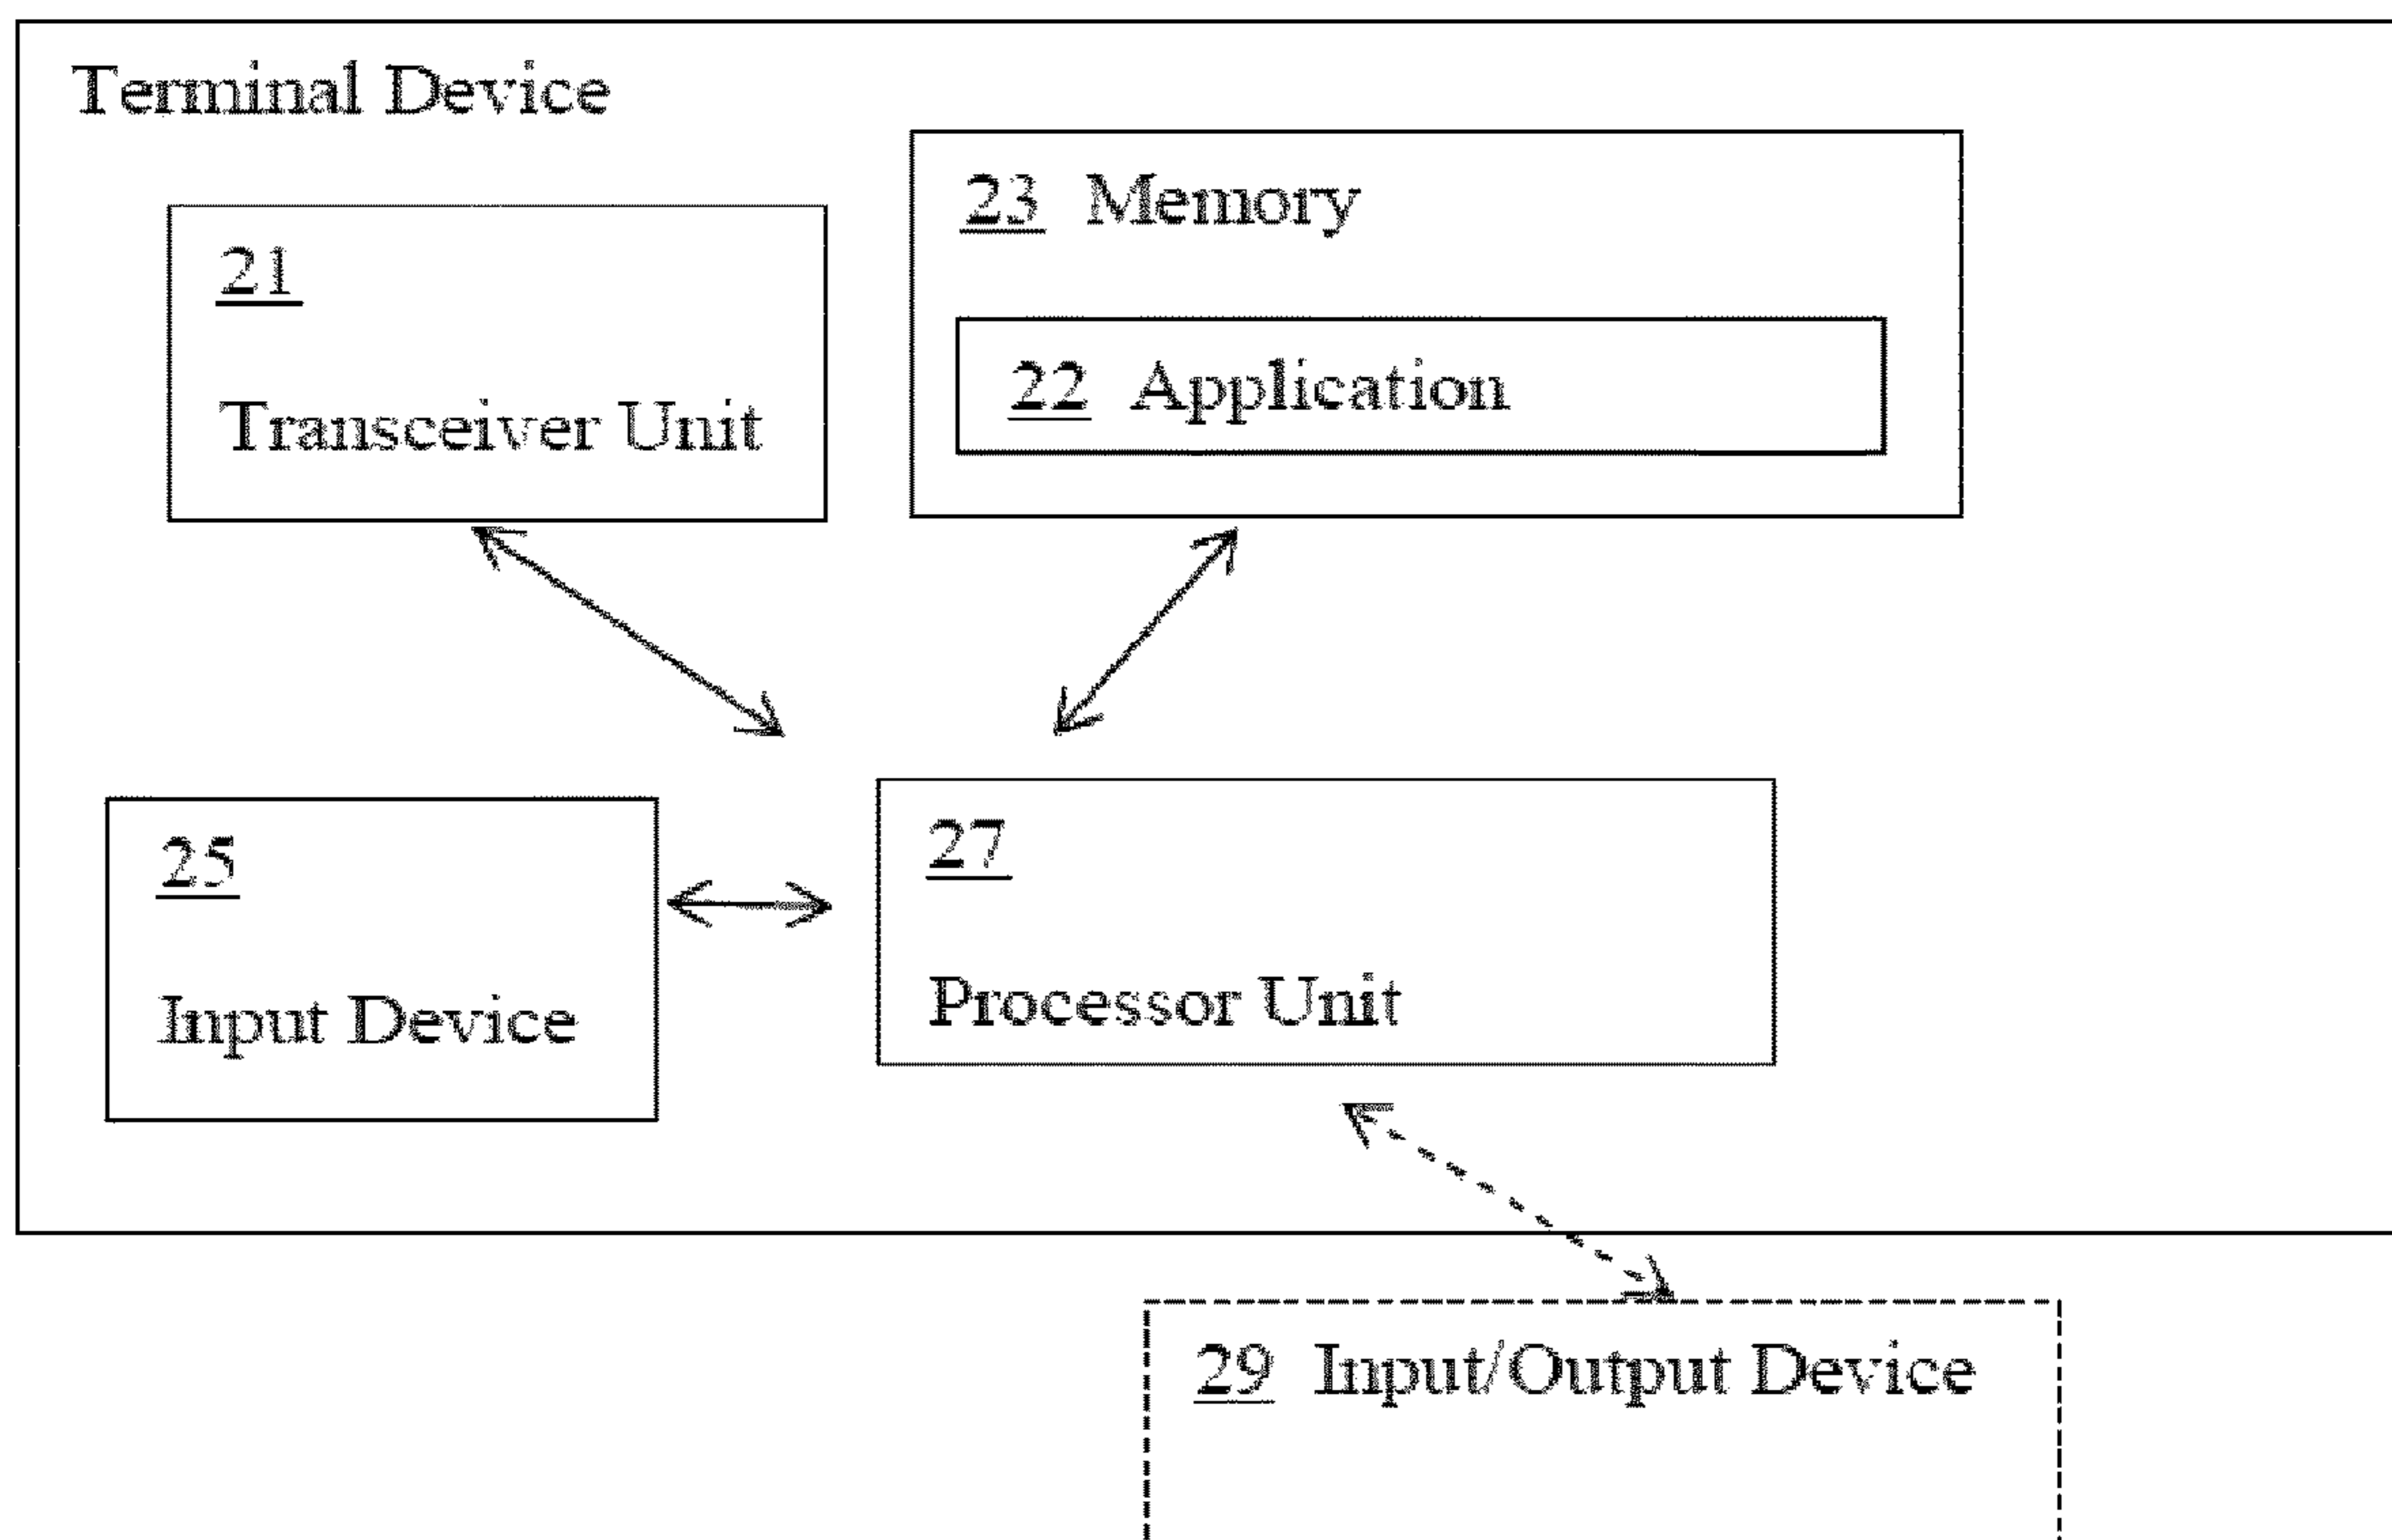 Terminal Device
23 Memory
21
22 Application
Transceiver Unit
25
27
Input Device
Processor Unit
29 Input/Output Device